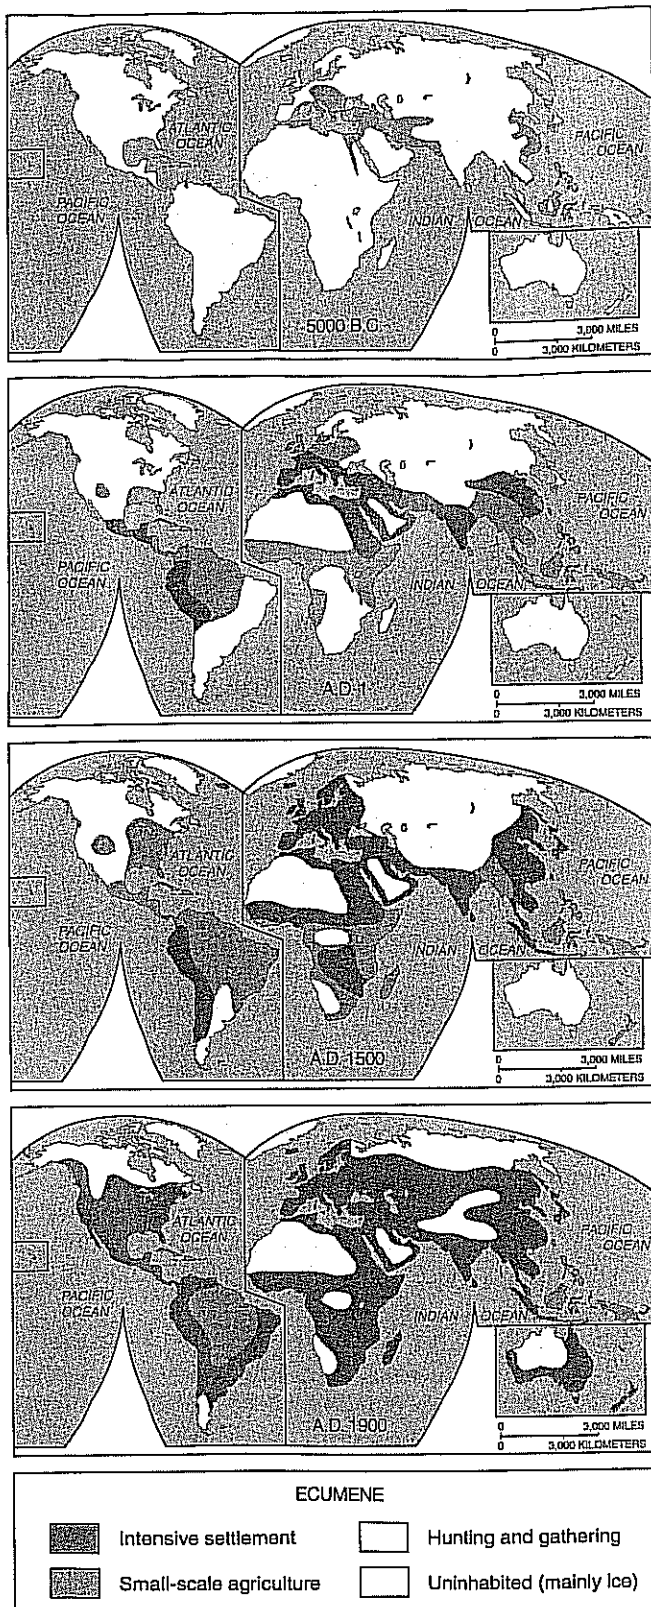 ATLANTIC
OCEAN
PACIFIC
OCEAN
PACIFIC
OCEAN
INDIAN OCEAN
5000 B.C.
0 3,000 MILES
0 3,000 KILOMETERS
ATLANTIC
OCEAN
PACIFIC
OCEAN
PACIFIC
OCEAN
INDIAN OCEAN
A.D. 1
0 3,000 MILES
0 3,000 KILOMETERS
ATLANTIC
OCEAN
PACIFIC
OCEAN
PACIFIC
OCEAN
INDIAN OCEAN
A.D. 1500
0 3,000 MILES
0 3,000 KILOMETERS
ATLANTIC
OCEAN
PACIFIC
OCEAN
PACIFIC
OCEAN
INDIAN OCEAN
A.D. 1900
0 3,000 MILES
0 3,000 KILOMETERS
ECUMENE
Intensive settlement
Hunting and gathering
Small-scale agriculture
Uninhabited (mainly ice)